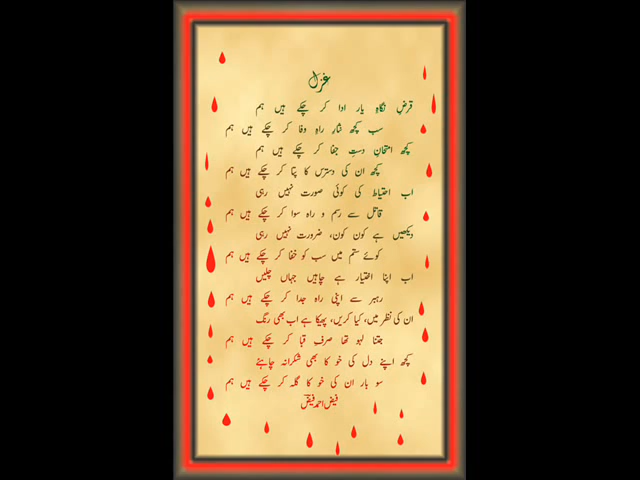 غزل
قرضِ نگاہِ یار ادا کر چکے ہیں ہم
سب کچھ نثارِ راہِ وفا کر چکے ہیں ہم
کچھ امتحانِ دستِ جفا کر چکے ہیں ہم
کچھ ان کی دسترس کا پتا کر چکے ہیں ہم
اب احتیاط کی کوئی صورت نہیں رہی
قاتل سے رسم و راہ سوا کر چکے ہیں ہم
دیکھیں ہے کون کون، ضرورت نہیں رہی
کوئے ستم میں سب کو خفا کر چکے ہیں ہم
اب اپنا اختیار ہے چاہیں جہاں چلیں
رہبر سے اپنی راہ جدا کر چکے ہیں ہم
ان کی نظر میں، کیا کریں، پھیکا ہے اب بھی رنگ
جتنا لہو تھا صرفِ قبا کر چکے ہیں ہم
کچھ اپنے دل کی خو کا بھی شکرانہ چاہئے
سو بار ان کی خو کا گلہ کر چکے ہیں ہم
فیض احمد فیضؔ